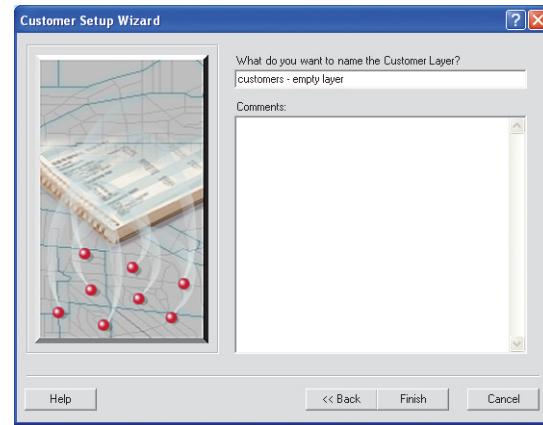 Customer Setup Wizard
What do you want to name the Customer Layer?
customers - empty layer
Comments:
Help
<< Back
Finish
Cancel